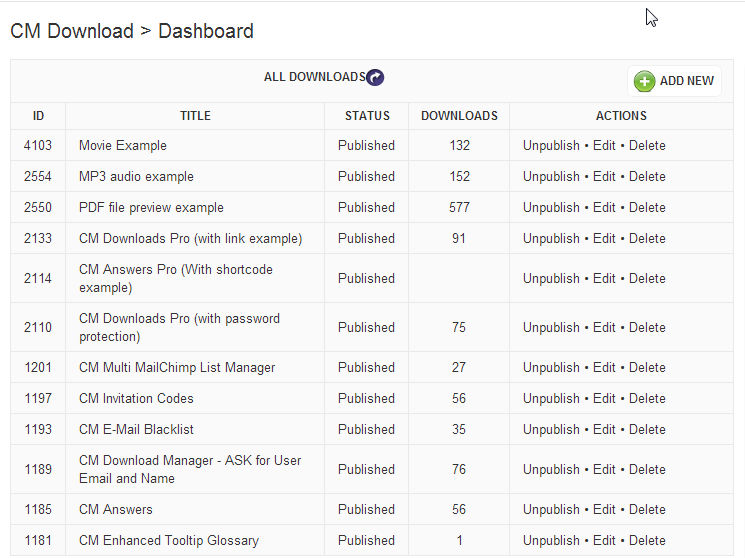 CM Download > Dashboard
ALL DOWNLOADS ADD NEW
ID TITLE STATUS DOWNLOADS ACTIONS
4103 Movie Example Published 132 Unpublish • Edit • Delete
2554 MP3 audio example Published 152 Unpublish • Edit • Delete
2550 PDF file preview example Published 577 Unpublish • Edit • Delete
2133 CM Downloads Pro (with link example) Published 91 Unpublish • Edit • Delete
2114 CM Answers Pro (With shortcode
example) Published Unpublish • Edit • Delete
2110 CM Downloads Pro (with password
protection) Published 75 Unpublish • Edit • Delete
1201 CM Multi MailChimp List Manager Published 27 Unpublish • Edit • Delete
1197 CM Invitation Codes Published 56 Unpublish • Edit • Delete
1193 CM E-Mail Blacklist Published 35 Unpublish • Edit • Delete
1189 CM Download Manager - ASK for User
Email and Name Published 76 Unpublish • Edit • Delete
1185 CM Answers Published 56 Unpublish • Edit • Delete
1181 CM Enhanced Tooltip Glossary Published 1 Unpublish • Edit • Delete